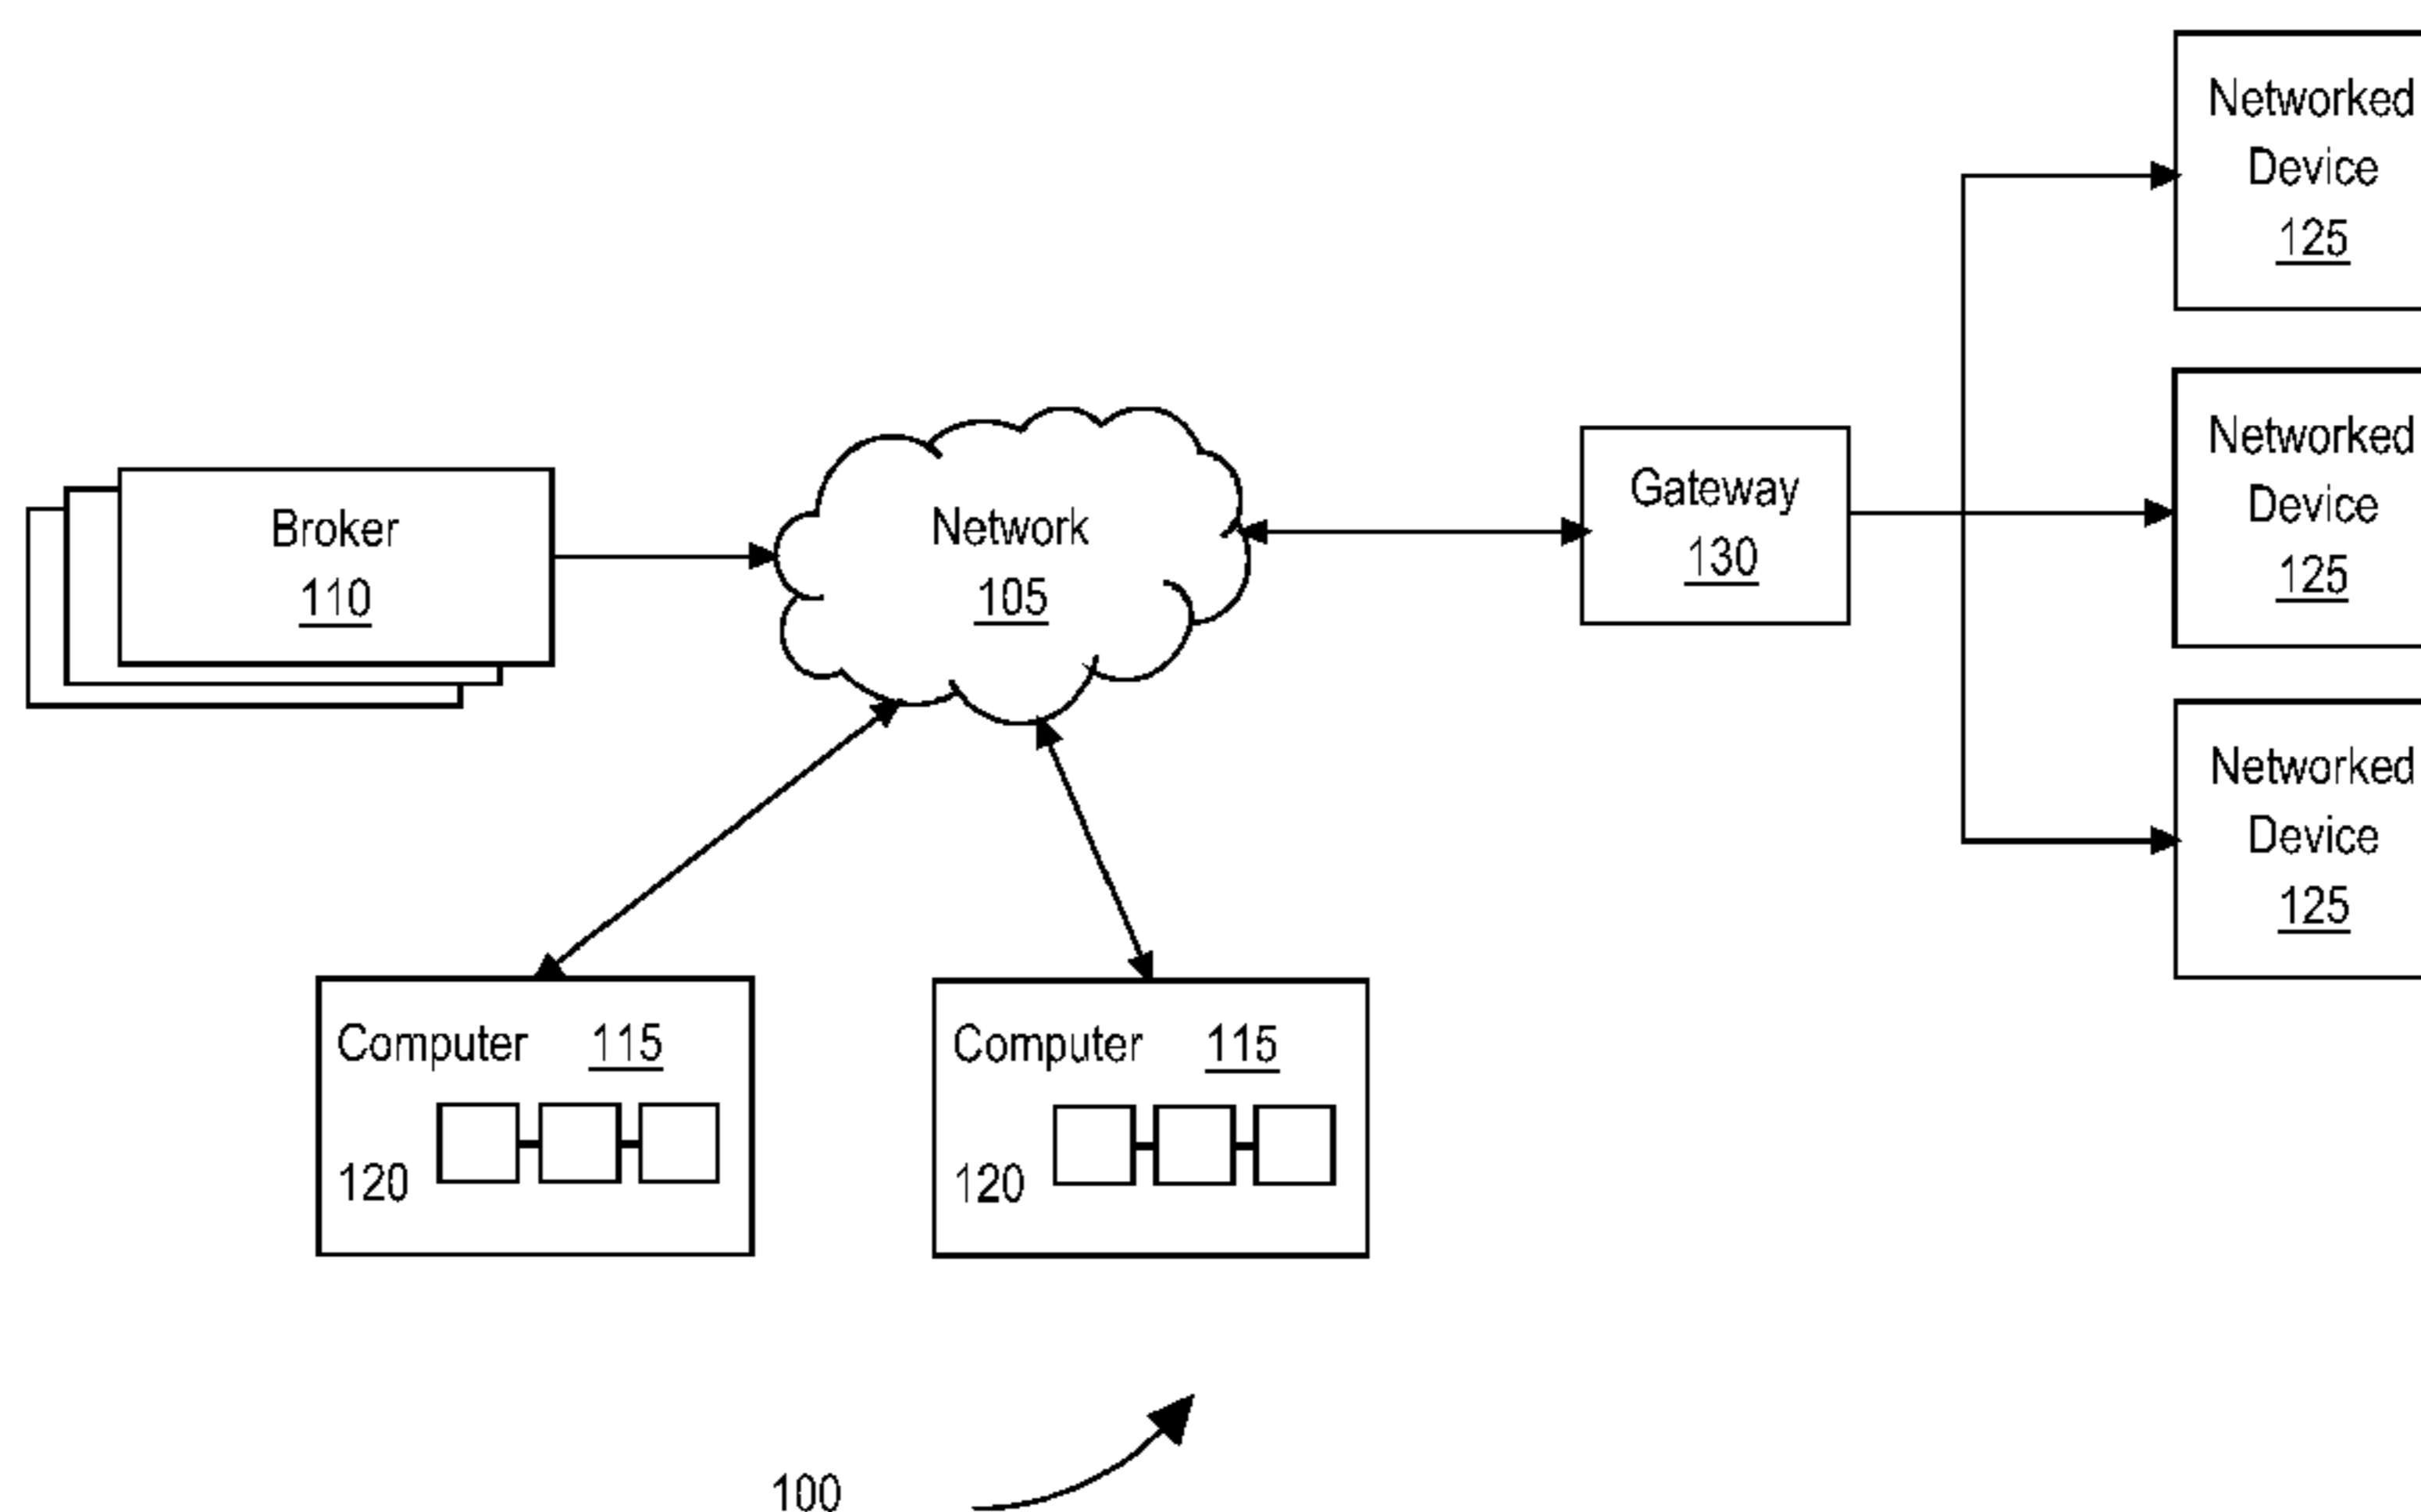 Networked
Device
125
Broker
110
Network
105
Gateway
130
Networked
Device
125
Networked
Device
125
Computer 115
120
Computer 115
120
100